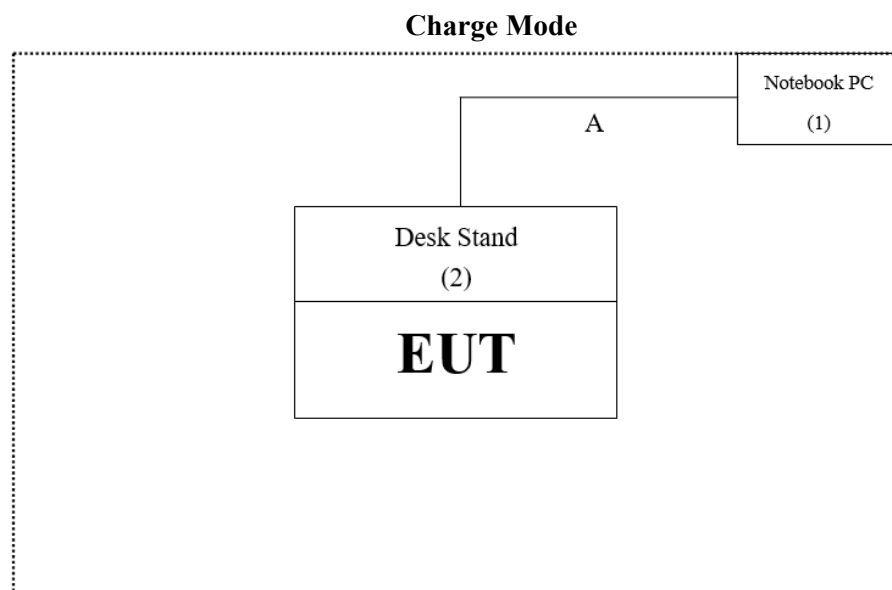 Charge Mode
Notebook PC
(1)
A
Desk Stand
(2)
EUT